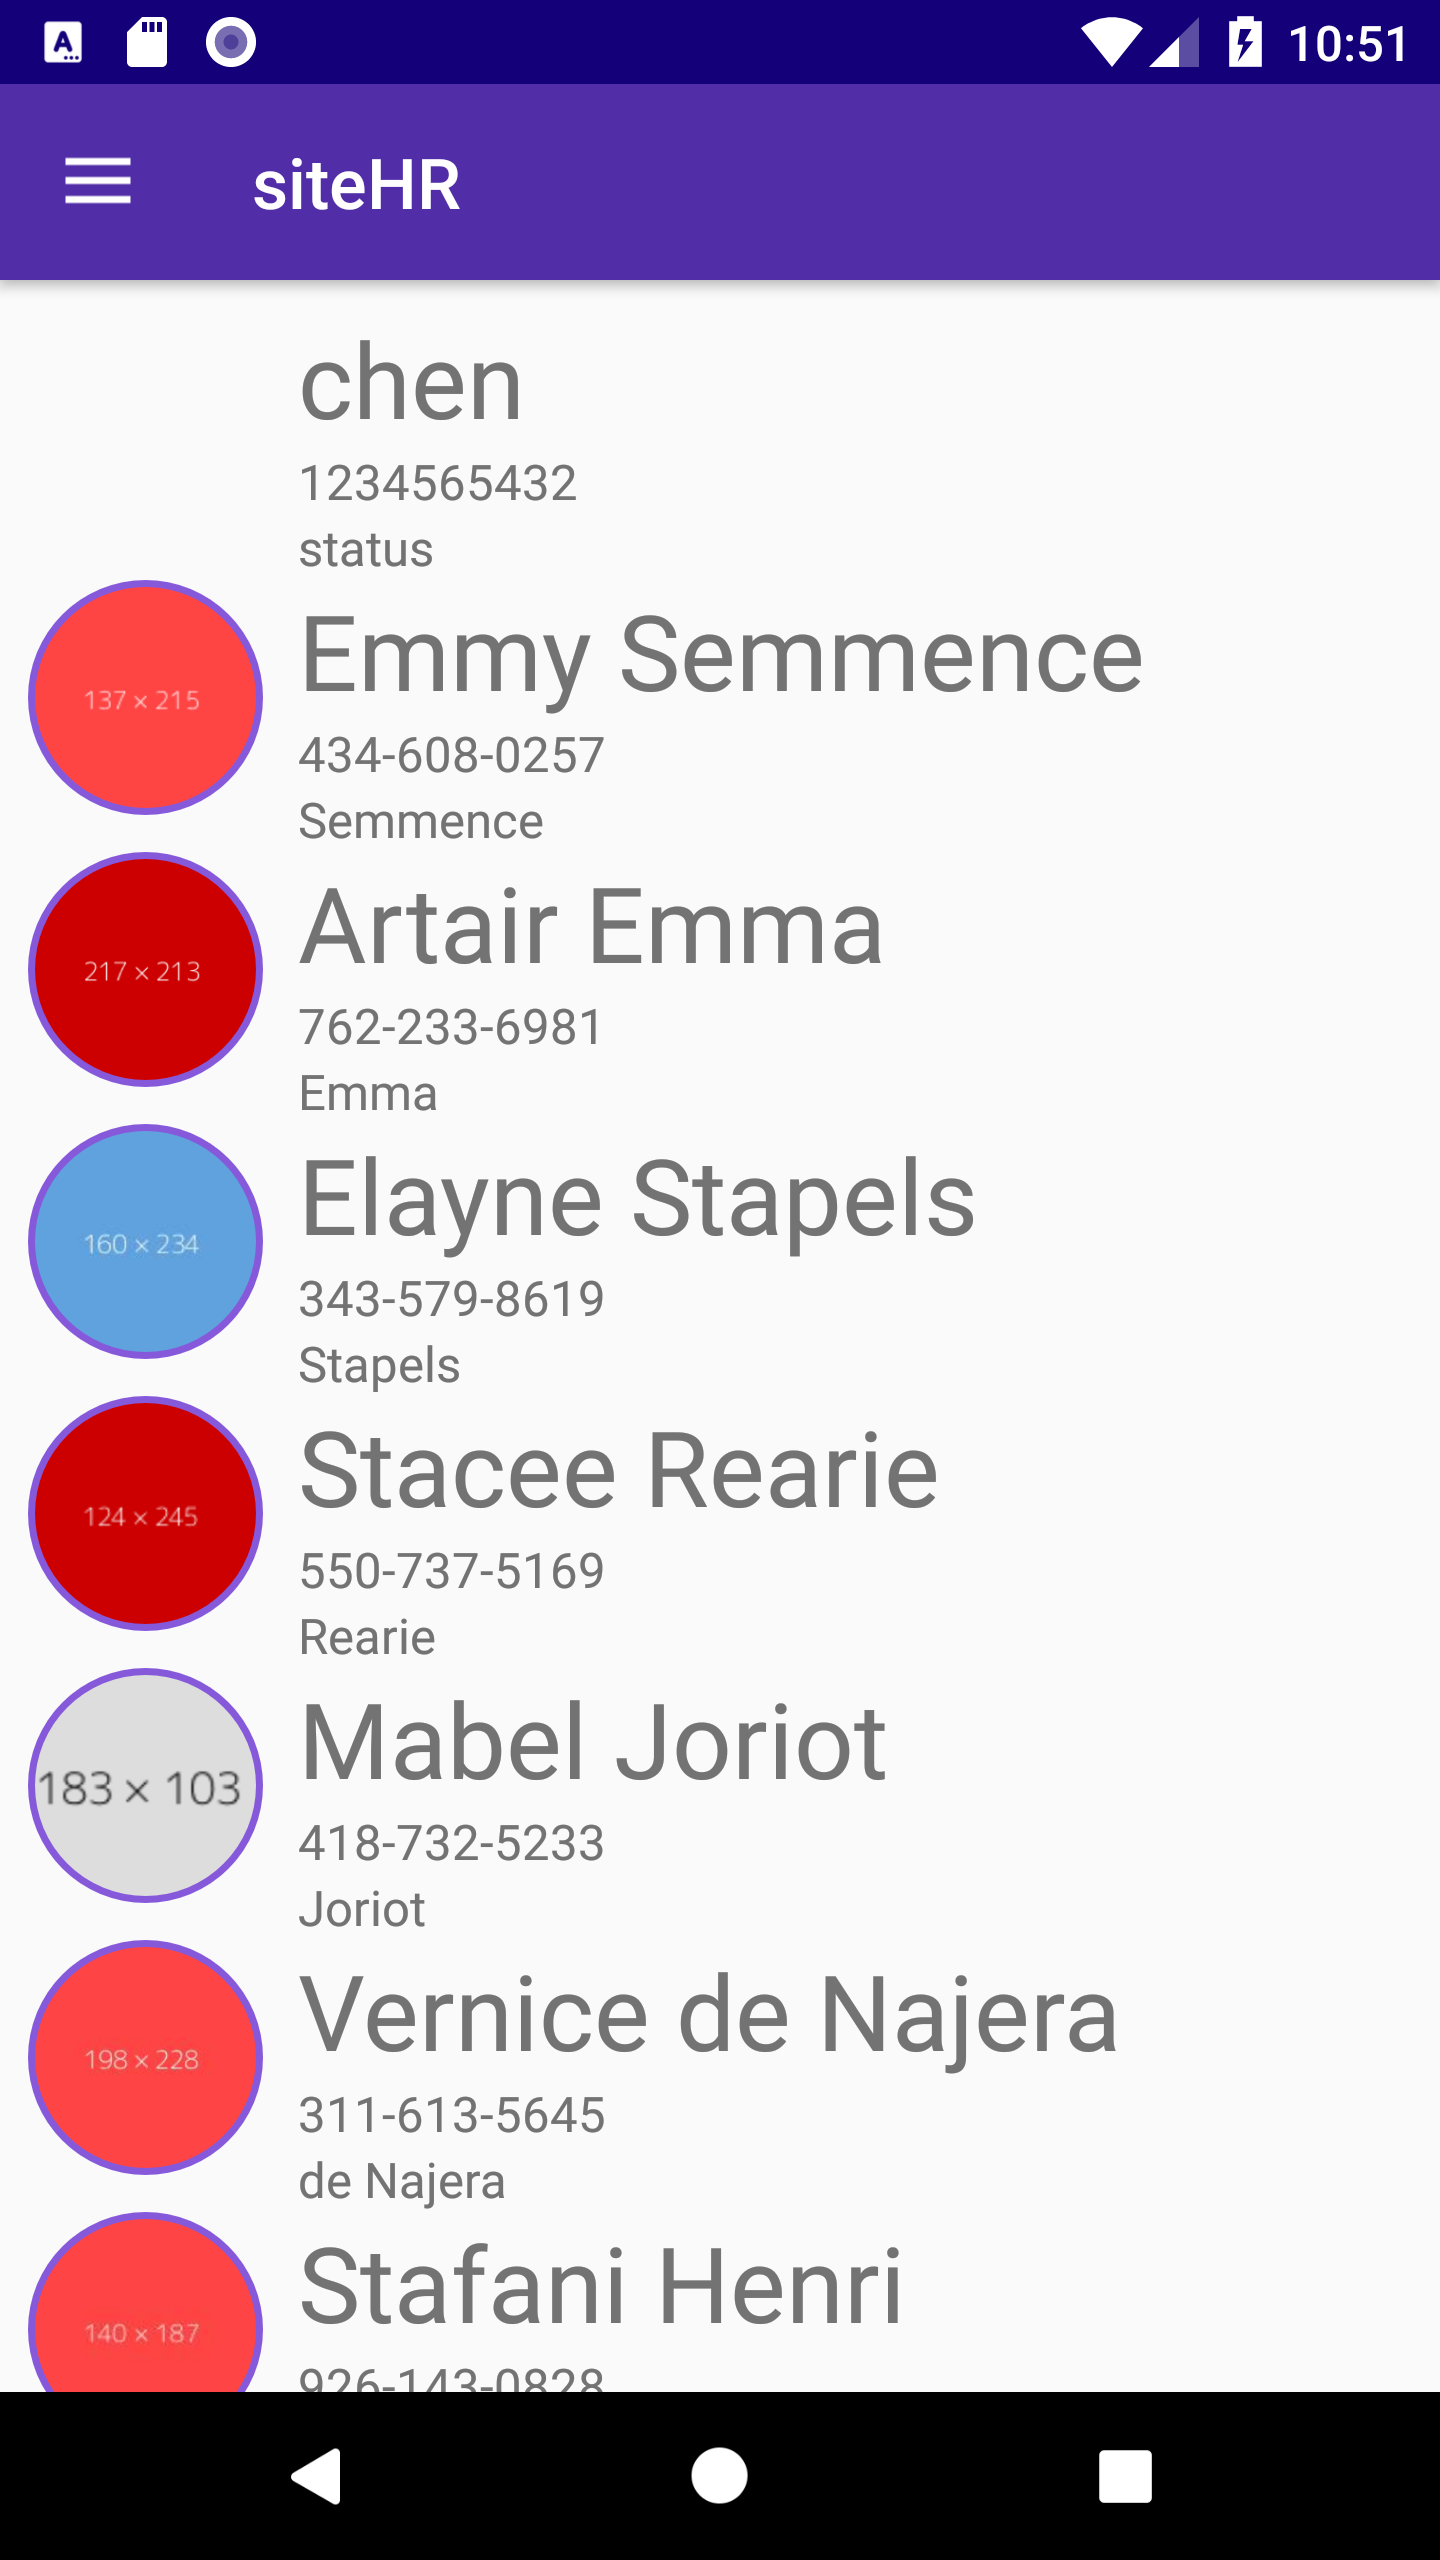 10:51
siteHR
chen
1234565432
status
137 × 215
Emmy Semmence
434-608-0257
Semmence
217 × 213
Artair Emma
762-233-6981
Emma
160 × 234
Elayne Stapels
343-579-8619
Stapels
124 × 245
Stacee Rearie
550-737-5169
Rearie
183 × 103
Mabel Joriot
418-732-5233
Joriot
198 × 228
Vernice de Najera
311-613-5645
de Najera
140 × 187
Stafani Henri
926-143-0828